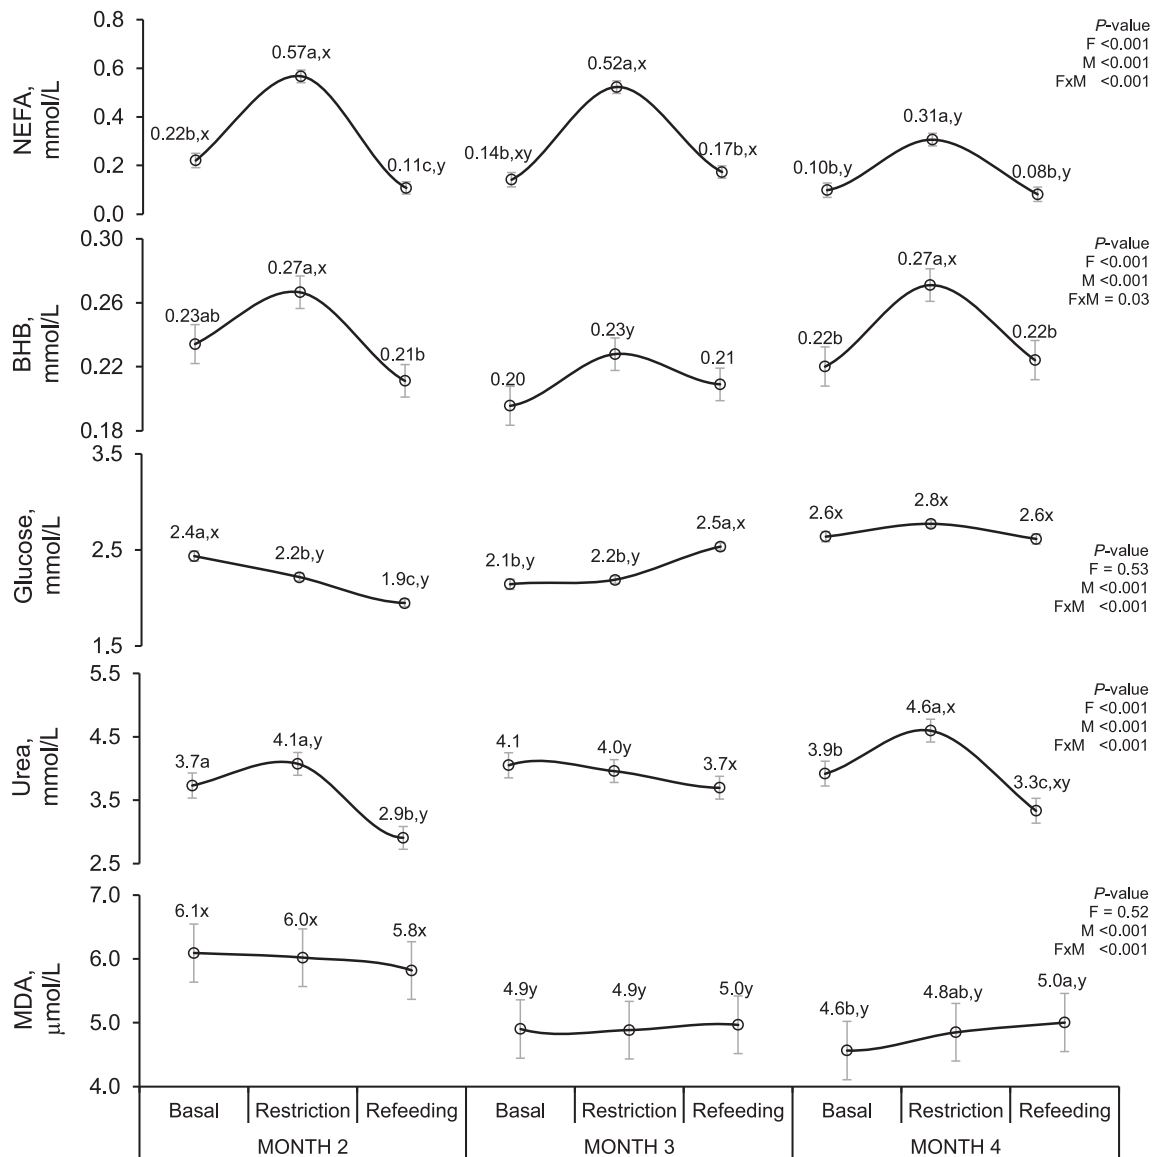 NEFA,
mmol/L
0.8
0.6
0.4
0.2
0.0
0.22b,x
0.57a,x
0.11c,y
0.14b,xy
0.52a,x
0.17b,x
0.10b,y
0.31a,y
0.08b,y
P-value
F <0.001
M <0.001
FxM <0.001
BHB,
mmol/L
0.30
0.26
0.22
0.18
0.23ab
0.27a,x
0.21b
0.20
0.23y
0.21
0.22b
0.27a,x
0.22b
P-value
F <0.001
M <0.001
FxM = 0.03
Glucose,
mmol/L
3.5
2.5
1.5
2.4a,x
2.2b,y
1.9c,y
2.1b,y
2.2b,y
2.5a,x
2.6x
2.8x
2.6x
P-value
F = 0.53
M <0.001
FxM <0.001
Urea,
mmol/L
5.5
4.5
3.5
2.5
3.7a
4.1a,y
2.9b,y
4.1
4.0y
3.7x
3.9b
4.6a,x
3.3c,xy
P-value
F <0.001
M <0.001
FxM <0.001
MDA,
µmol/L
7.0
6.0
5.0
4.0
6.1x
6.0x
5.8x
4.9y
4.9y
5.0y
4.6b,y
4.8ab,y
5.0a,y
P-value
F = 0.52
M <0.001
FxM <0.001
Basal Restriction Refeeding Basal Restriction Refeeding Basal Restriction Refeeding
MONTH 2 MONTH 3 MONTH 4